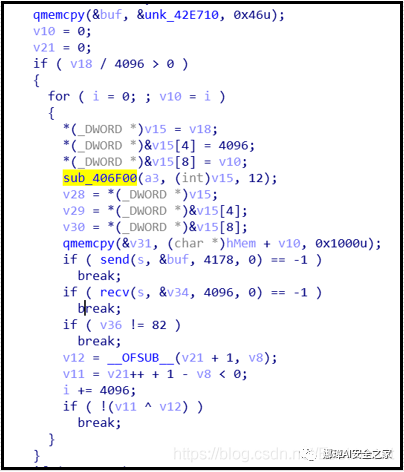 qmemcpy(&buf, &unk_42E710, 0x46u);
v10 = 0;
v21 = 0;
if ( v18 / 4096 > 0 )
{
for ( i = 0; ; v10 = i )
{
*(_DWORD *)v15 = v18;
*(_DWORD *)&v15[4] = 4096;
*(_DWORD *)&v15[8] = v10;
sub_406F00(a3, (int)v15, 12);
v28 = *(_DWORD *)v15;
v29 = *(_DWORD *)&v15[4];
v30 = *(_DWORD *)&v15[8];
qmemcpy(&v31, (char *)hMem + v10, 0x1000u);
if ( send(s, &buf, 4178, 0) == -1 )
break;
if ( recv(s, &v34, 4096, 0) == -1 )
break;
if ( v36 != 82 )
break;
v12 = __OFSUB__(v21 + 1, v8);
v11 = v21++ + 1 - v8 < 0;
i += 4096;
if ( !(v11 ^ v12) )
break;
}
}
https://blog.csdn.ne
娜璋AI安全之家